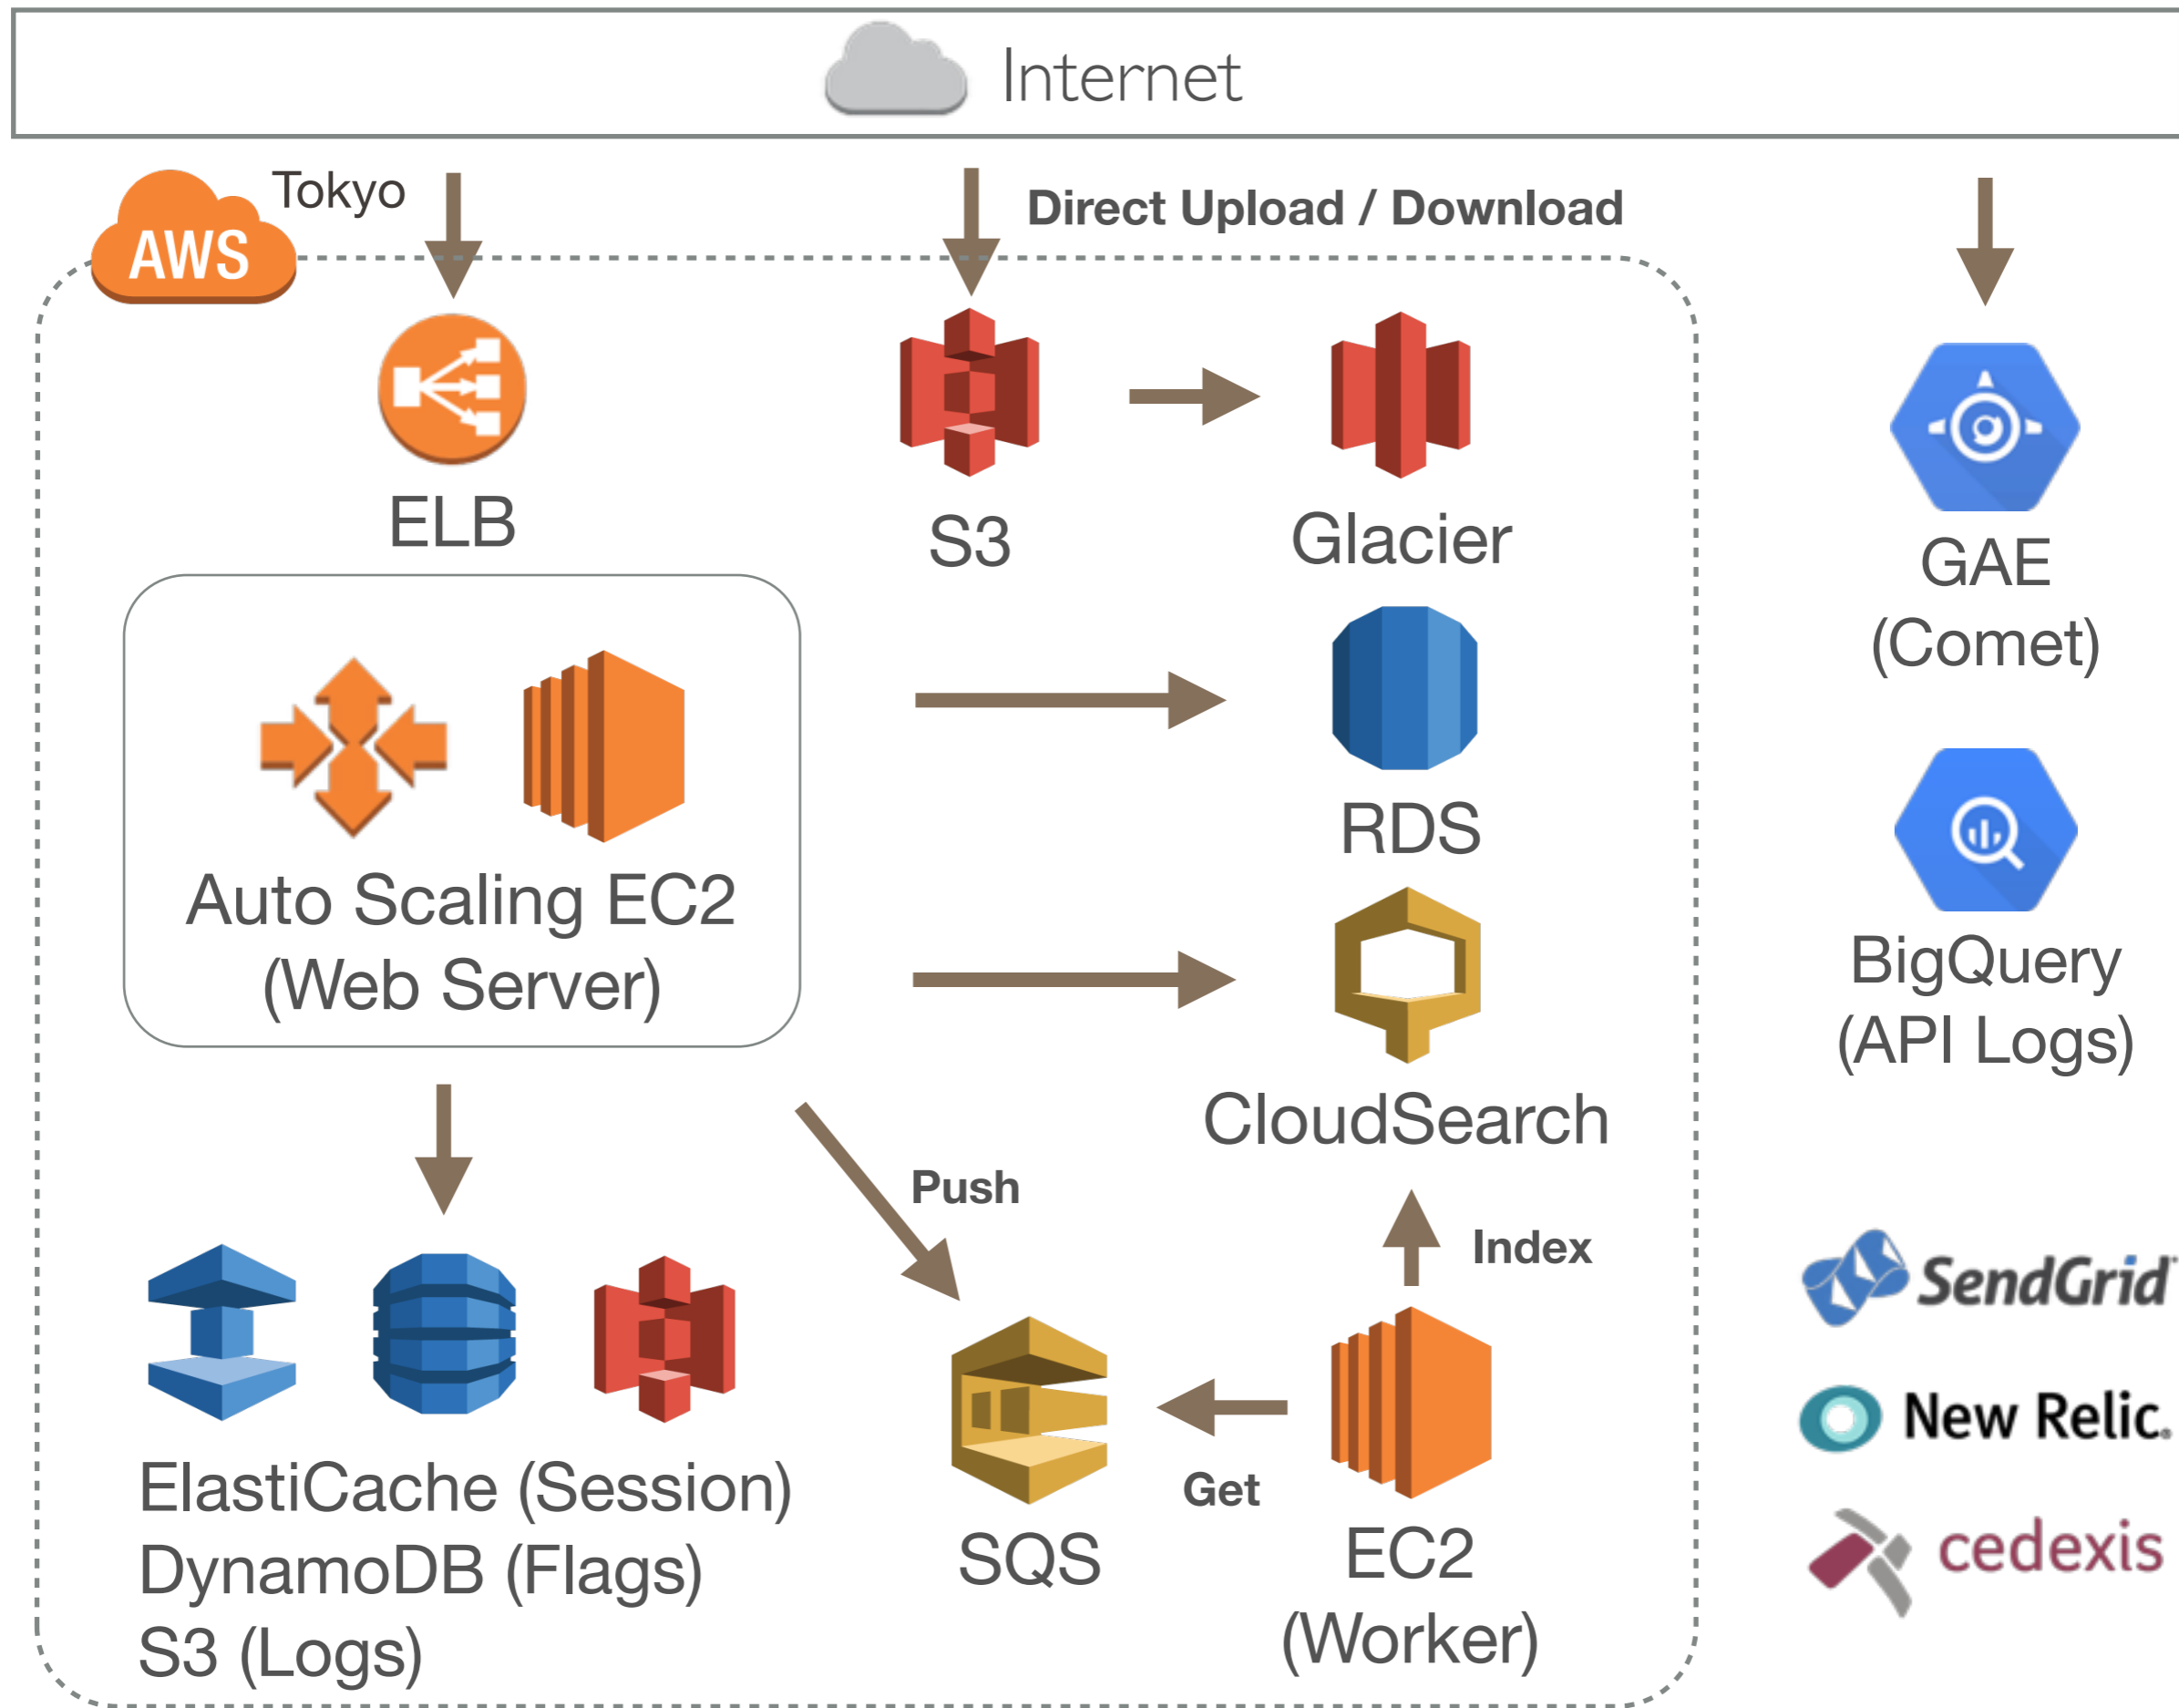 Internet
AWS
Tokyo
Direct Upload / Download
ELB
S3
Glacier
GAE
(Comet)
Auto Scaling EC2
(Web Server)
RDS
BigQuery
(API Logs)
CloudSearch
Push
Index
SendGrid
New Relic®
Get
cedexis
ElastiCache (Session)
DynamoDB (Flags)
S3 (Logs)
SQS
EC2
(Worker)